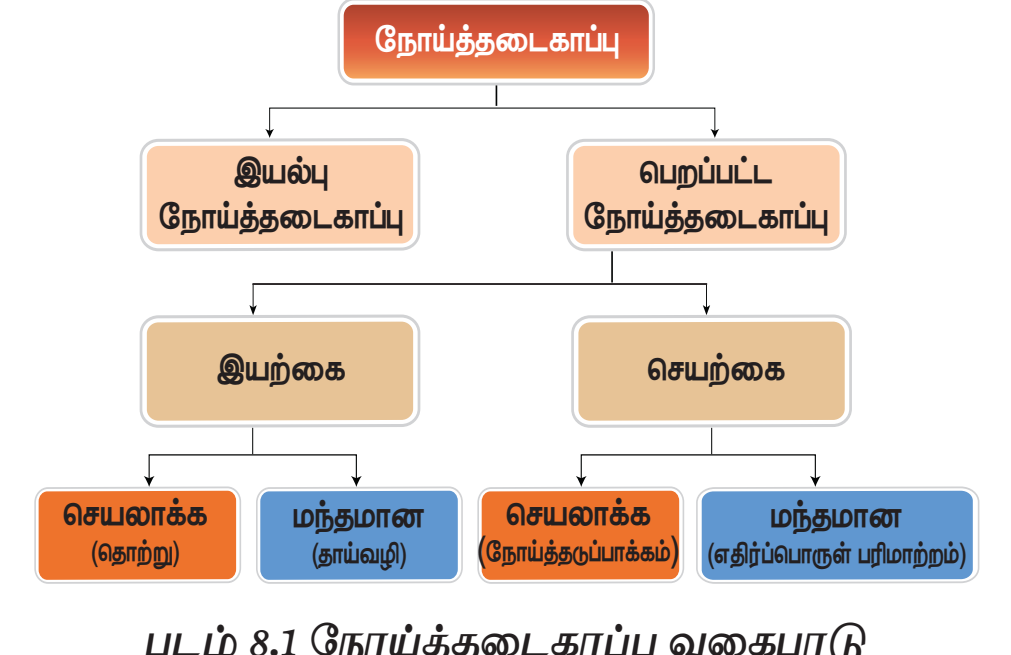 நோய்த்தடைகாப்பு
இயல்பு
நோய்த்தடைகாப்பு
பெறப்பட்ட
நோய்த்தடைகாப்பு
இயற்கை
செயற்கை
செயலாக்க
(தொற்று)
மந்தமான
(தாய்வழி)
செயலாக்க
(நோய்த்தடுப்பாக்கம்)
மந்தமான
(எதிர்ப்பொருள் பரிமாற்றம்)
படம் 8.1 நோய்த்தடைகாப்பு வகைபாடு